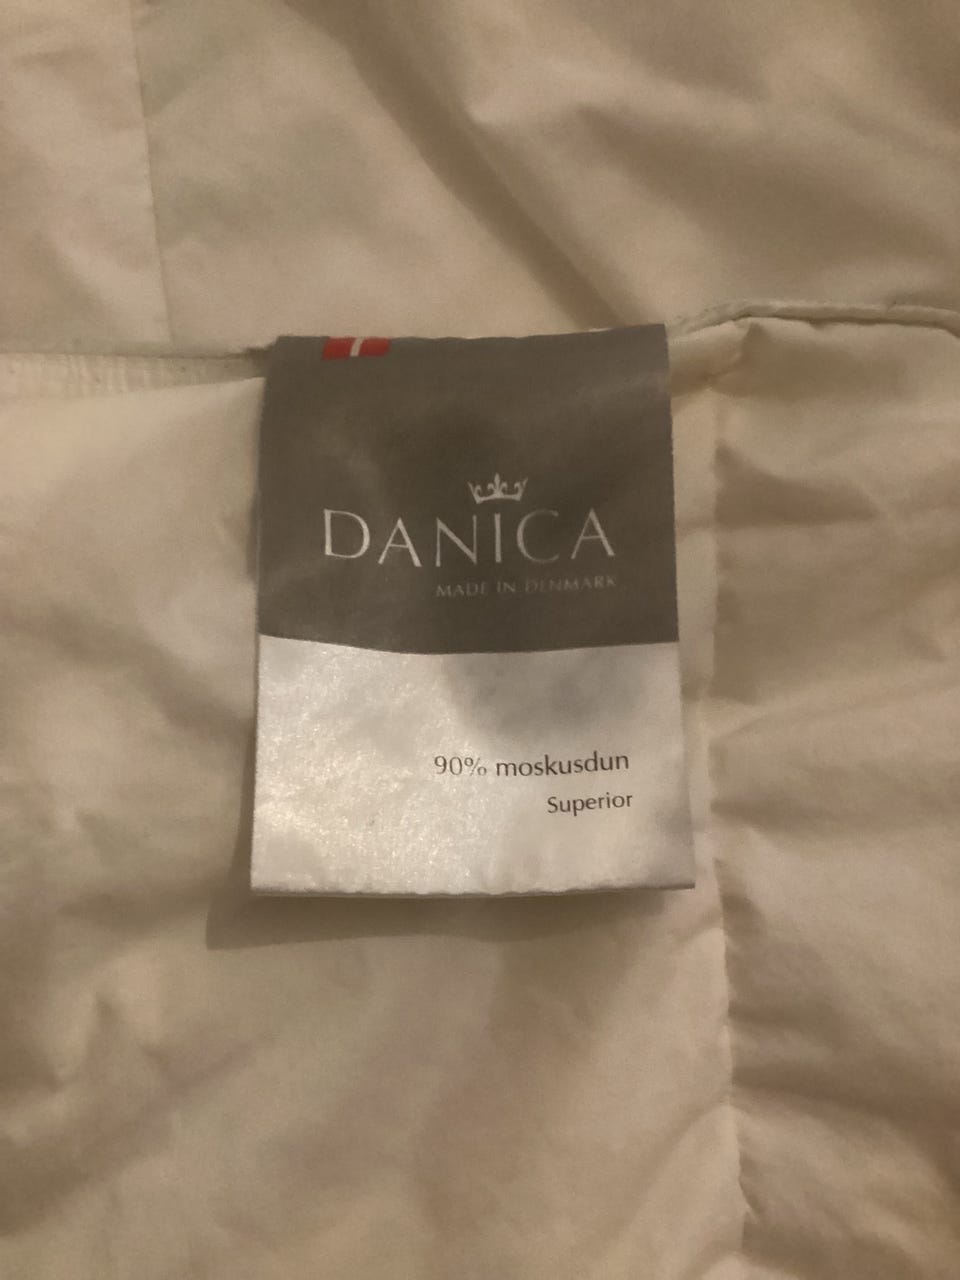 DANICA
MADE IN DENMARK
90% moskusdun
Superior